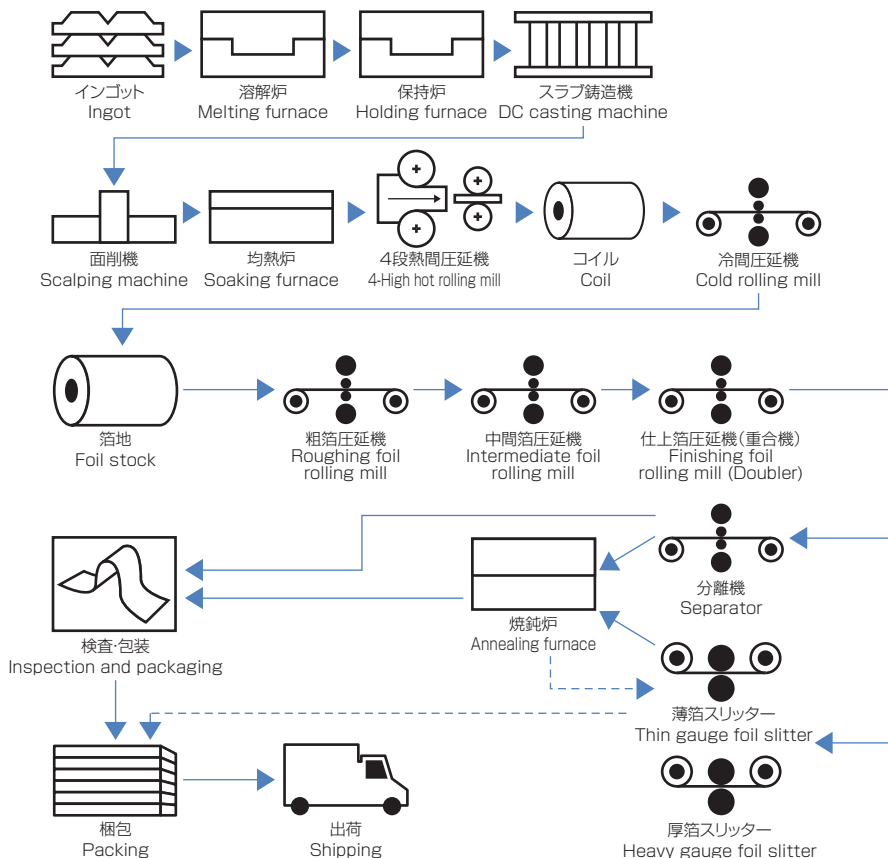 インゴット
Ingot
溶解炉
Melting furnace
保持炉
Holding furnace
スラブ鋳造機
DC casting machine
面削機
Scalping machine
均熱炉
Soaking furnace
4段熱間圧延機
4-High hot rolling mill
コイル
Coil
冷間圧延機
Cold rolling mill
箔地
Foil stock
粗箔圧延機
Roughing foil
rolling mill
中間箔圧延機
Intermediate foil
rolling mill
仕上箔圧延機(重合機)
Finishing foil
rolling mill (Doubler)
検査・包装
Inspection and packaging
焼鈍炉
Annealing furnace
分離機
Separator
薄箔スリッター
Thin gauge foil slitter
梱包
Packing
出荷
Shipping
厚箔スリッター
Heavy gauge foil slitter